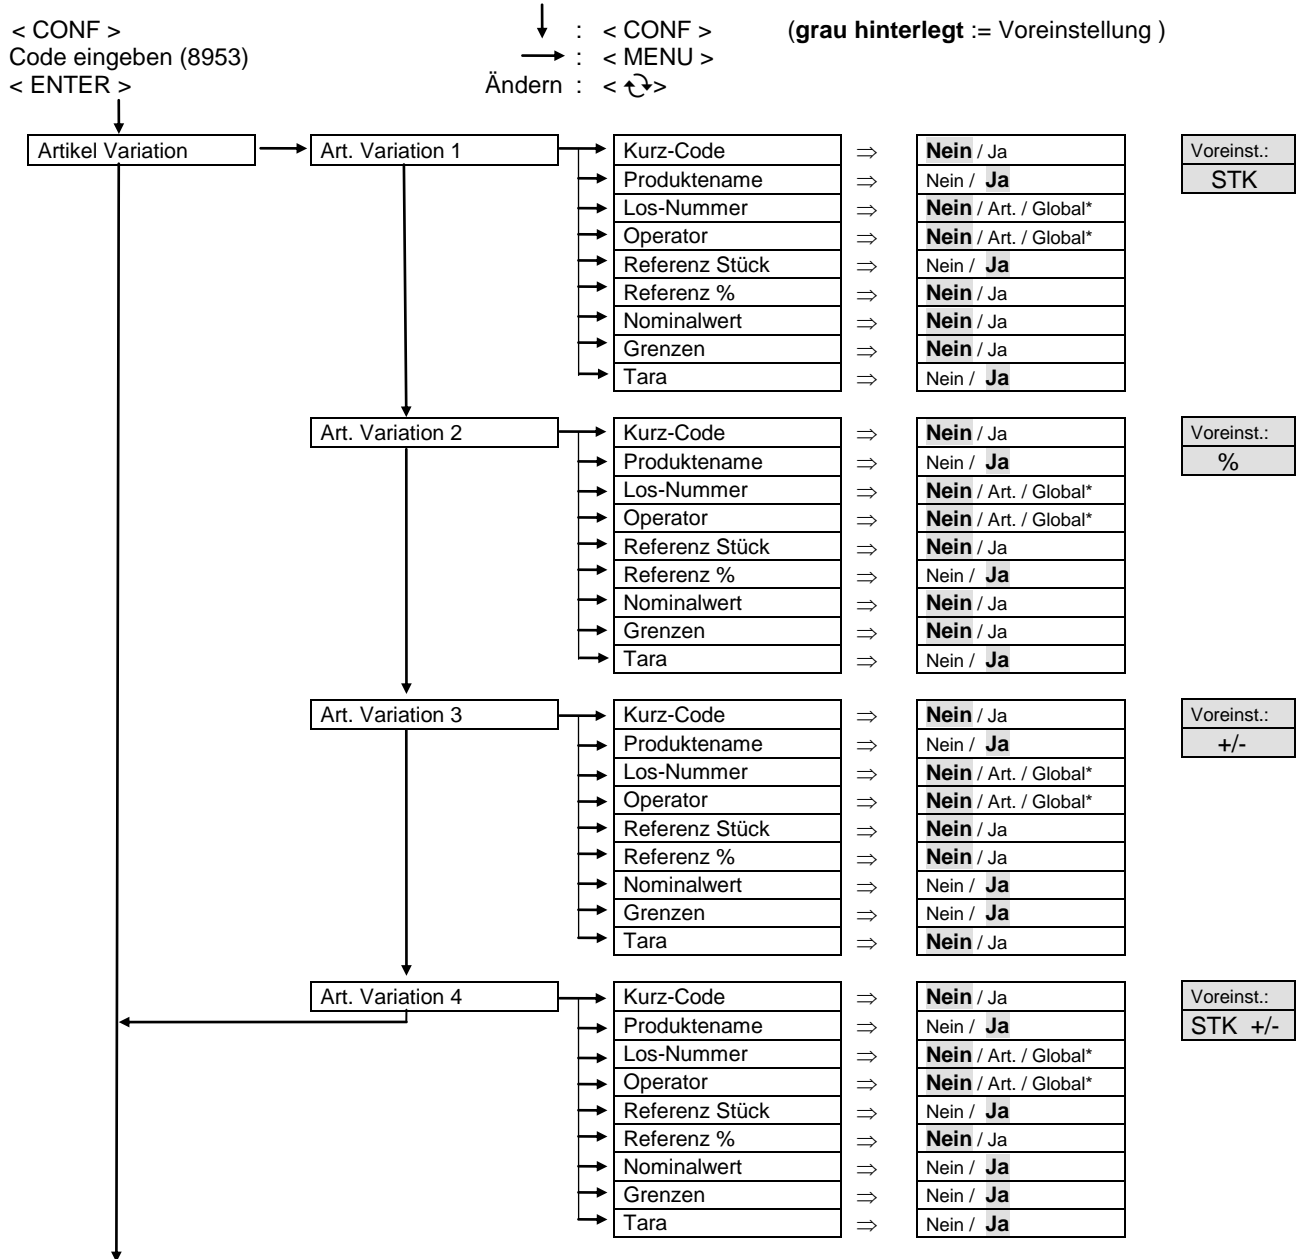 < CONF > : < CONF > (grau hinterlegt := Voreinstellung )
Code eingeben (8953) : < MENU >
< ENTER > Ändern : < >
Artikel Variation Art. Variation 1 Kurz-Code ⇒ Nein / Ja Voreinst.:
Produktename ⇒ Nein / Ja STK
Los-Nummer ⇒ Nein / Art. / Global*
Operator ⇒ Nein / Art. / Global*
Referenz Stück ⇒ Nein / Ja
Referenz % ⇒ Nein / Ja
Nominalwert ⇒ Nein / Ja
Grenzen ⇒ Nein / Ja
Tara ⇒ Nein / Ja
Art. Variation 2 Kurz-Code ⇒ Nein / Ja Voreinst.:
Produktename ⇒ Nein / Ja %
Los-Nummer ⇒ Nein / Art. / Global*
Operator ⇒ Nein / Art. / Global*
Referenz Stück ⇒ Nein / Ja
Referenz % ⇒ Nein / Ja
Nominalwert ⇒ Nein / Ja
Grenzen ⇒ Nein / Ja
Tara ⇒ Nein / Ja
Art. Variation 3 Kurz-Code ⇒ Nein / Ja Voreinst.:
Produktename ⇒ Nein / Ja +/-
Los-Nummer ⇒ Nein / Art. / Global*
Operator ⇒ Nein / Art. / Global*
Referenz Stück ⇒ Nein / Ja
Referenz % ⇒ Nein / Ja
Nominalwert ⇒ Nein / Ja
Grenzen ⇒ Nein / Ja
Tara ⇒ Nein / Ja
Art. Variation 4 Kurz-Code ⇒ Nein / Ja Voreinst.:
Produktename ⇒ Nein / Ja STK +/-
Los-Nummer ⇒ Nein / Art. / Global*
Operator ⇒ Nein / Art. / Global*
Referenz Stück ⇒ Nein / Ja
Referenz % ⇒ Nein / Ja
Nominalwert ⇒ Nein / Ja
Grenzen ⇒ Nein / Ja
Tara ⇒ Nein / Ja